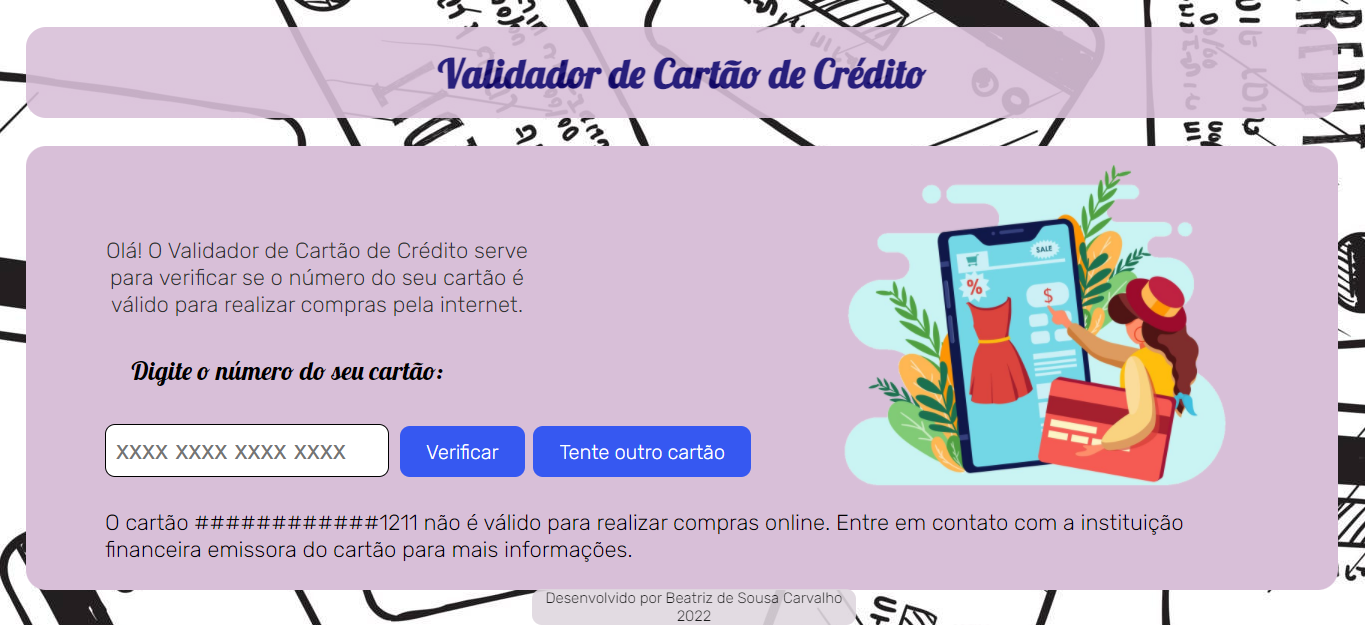 Validador de Cartão de Crédito
Olá! O Validador de Cartão de Crédito serve
para verificar se o número do seu cartão é
válido para realizar compras pela internet.
SALE
%
$
Digite o número do seu cartão:
XXXX XXXX XXXX XXXX
Verificar
Tente outro cartão
O cartão ############1211 não é válido para realizar compras online. Entre em contato com a instituição
financeira emissora do cartão para mais informações.
Desenvolvido por Beatriz de Sousa Carvalho
2022